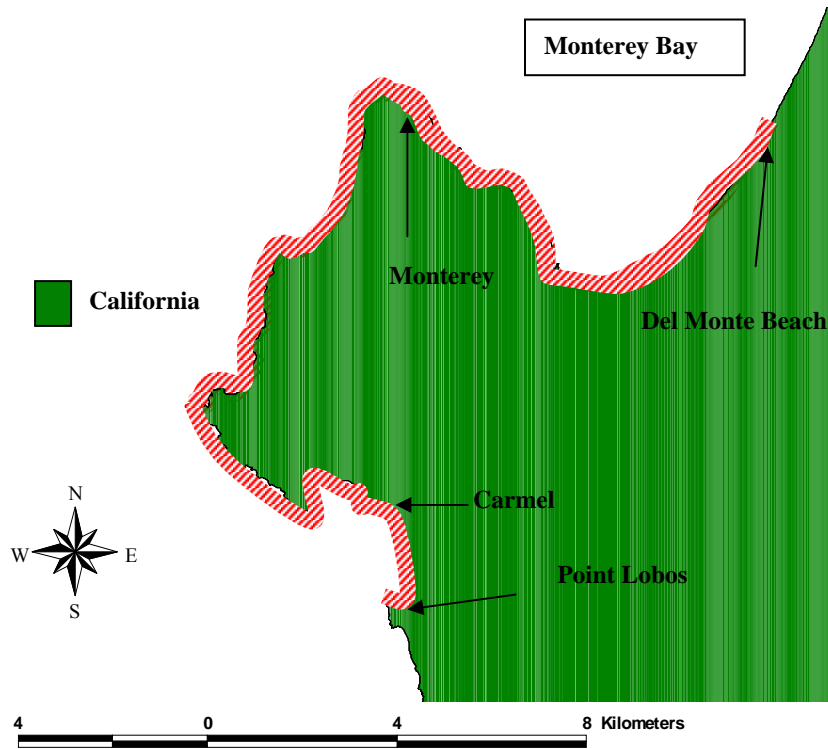 Monterey Bay
Monterey
California
Del Monte Beach
N
W E
S
Carmel
Point Lobos
4 0 4 8 Kilometers